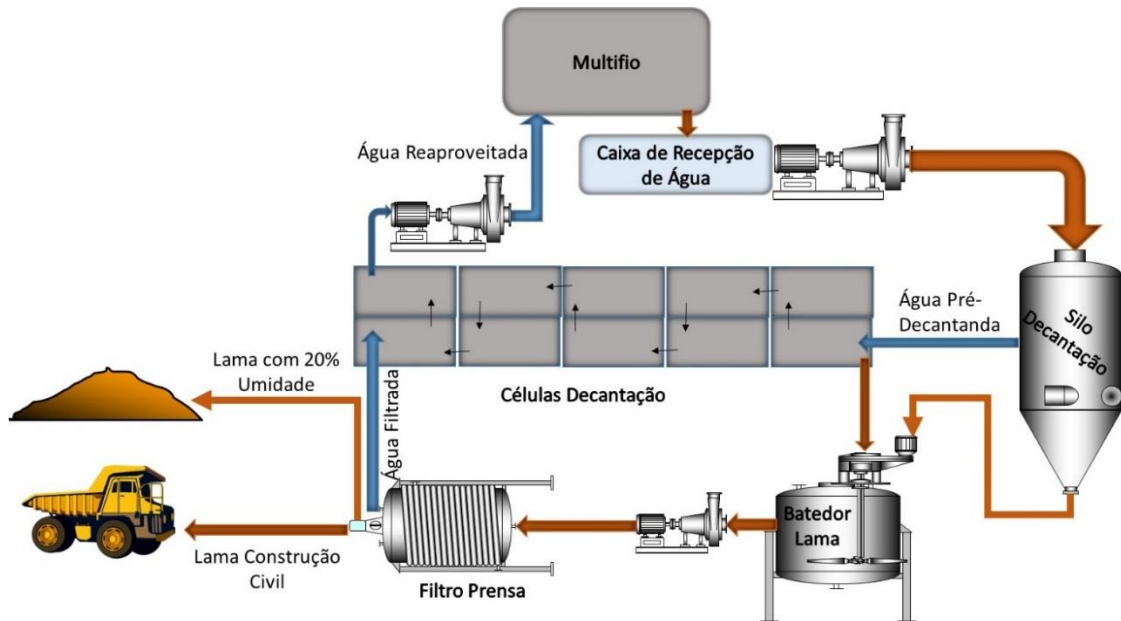 Multifio
Água Reaproveitada
Caixa de Recepção
de Água
Água Pré-
Decantanda
Silo
Decantação
Lama com 20%
Umidade
Células Decantação
Água Filtrada
Batedor
Lama
Lama Construção
Civil
Filtro Prensa